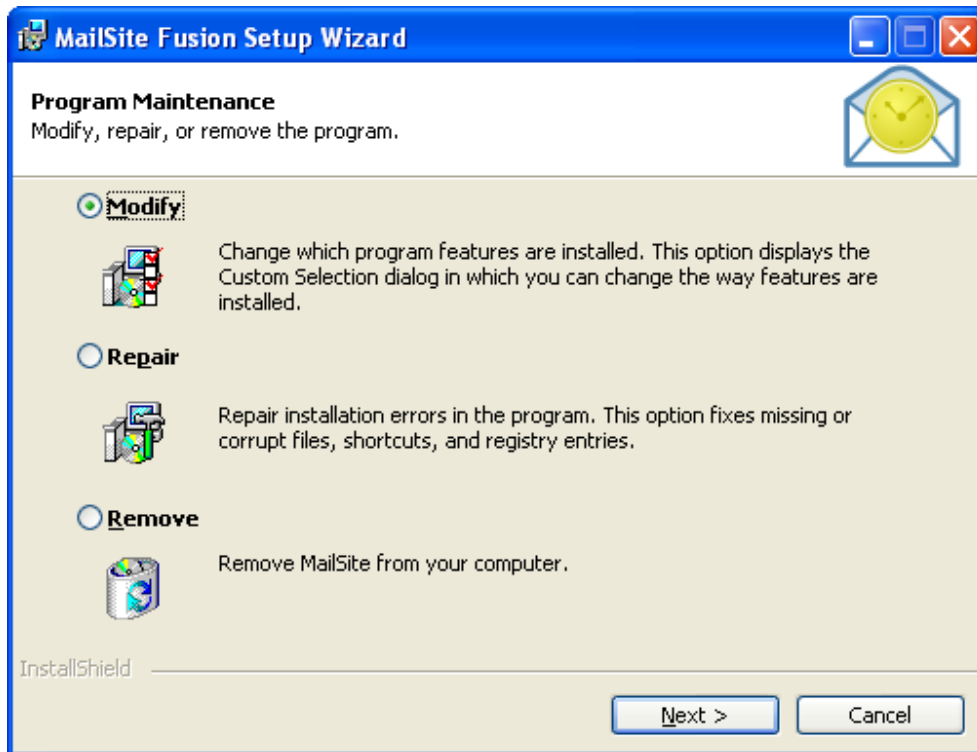 MailSite Fusion Setup Wizard
Program Maintenance
Modify, repair, or remove the program.
Modify
Change which program features are installed. This option displays the
Custom Selection dialog in which you can change the way features are
installed.
Repair
Repair installation errors in the program. This option fixes missing or
corrupt files, shortcuts, and registry entries.
Remove
Remove MailSite from your computer.
InstallShield
Next >
Cancel